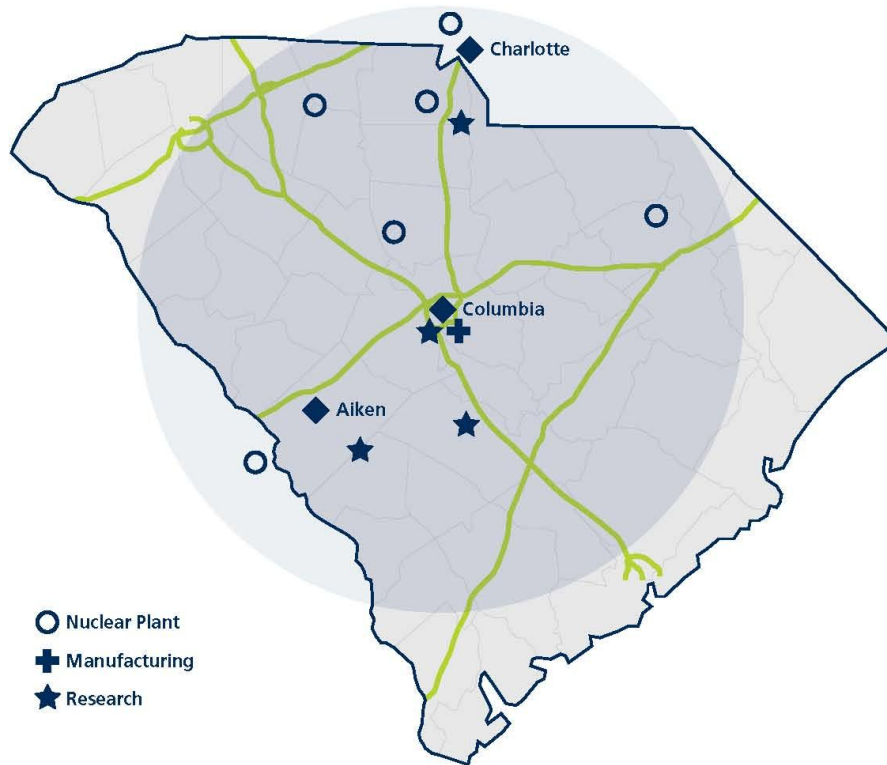 Charlotte
Columbia
Aiken
Nuclear Plant
Manufacturing
Research